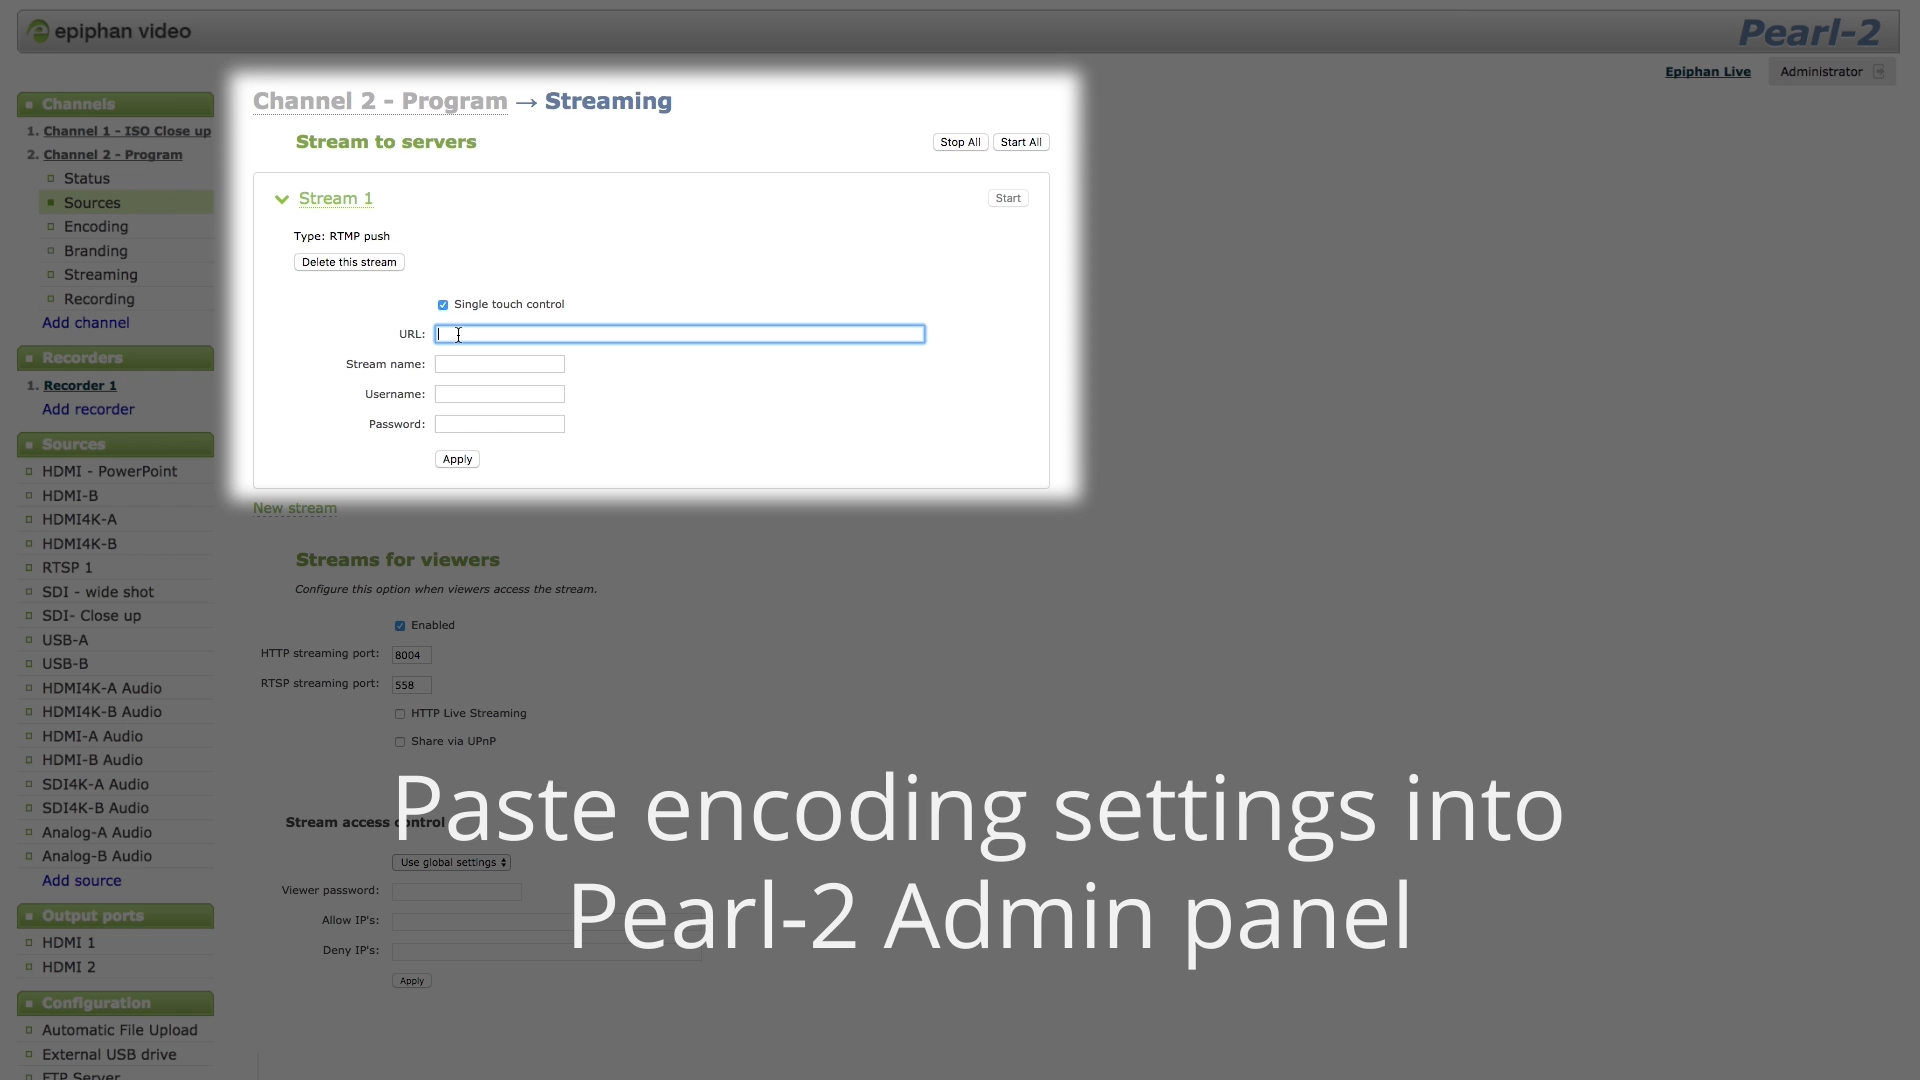 epiphan video
Pearl-2
Epiphan Live
Administrator
Channels
1. Channel 1 - ISO Close up
2. Channel 2 - Program
Status
Sources
Encoding
Branding
Streaming
Recording
Add channel
Recorders
1. Recorder 1
Add recorder
Sources
HDMI - PowerPoint
HDMI-B
HDMI4K-A
HDMI4K-B
RTSP 1
SDI - wide shot
SDI- Close up
USB-A
USB-B
HDMI4K-A Audio
HDMI4K-B Audio
HDMI-A Audio
HDMI-B Audio
SDI4K-A Audio
SDI4K-B Audio
Analog-A Audio
Analog-B Audio
Add source
Output ports
HDMI 1
HDMI 2
Configuration
Automatic File Upload
External USB drive
FTP Server
Channel 2 - Program → Streaming
Stream to servers
Stop All Start All
Stream 1
Start
Type: RTMP push
Delete this stream
Single touch control
URL:
Stream name:
Username:
Password:
Apply
New stream
Streams for viewers
Configure this option when viewers access the stream.
Enabled
HTTP streaming port: 8004
RTSP streaming port: 558
HTTP Live Streaming
Share via UPnP
Stream access control
Use global settings
Viewer password:
Allow IP's:
Deny IP's:
Apply
Paste encoding settings into
Pearl-2 Admin panel